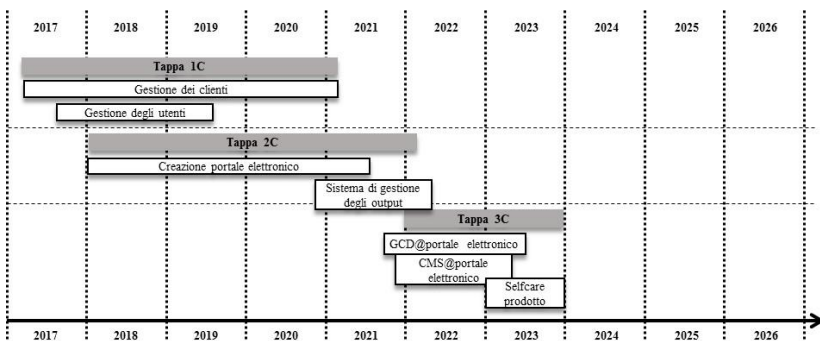 2017 2018 2019 2020 2021 2022 2023 2024 2025 2026
Tappa 1C
Gestione dei clienti
Gestione degli utenti
Tappa 2C
Creazione portale elettronico
Sistema di gestione
degli output
Tappa 3C
GCD@portale elettronico
CMS@portale
elettronico
Selfcare
prodotto
2017 2018 2019 2020 2021 2022 2023 2024 2025 2026